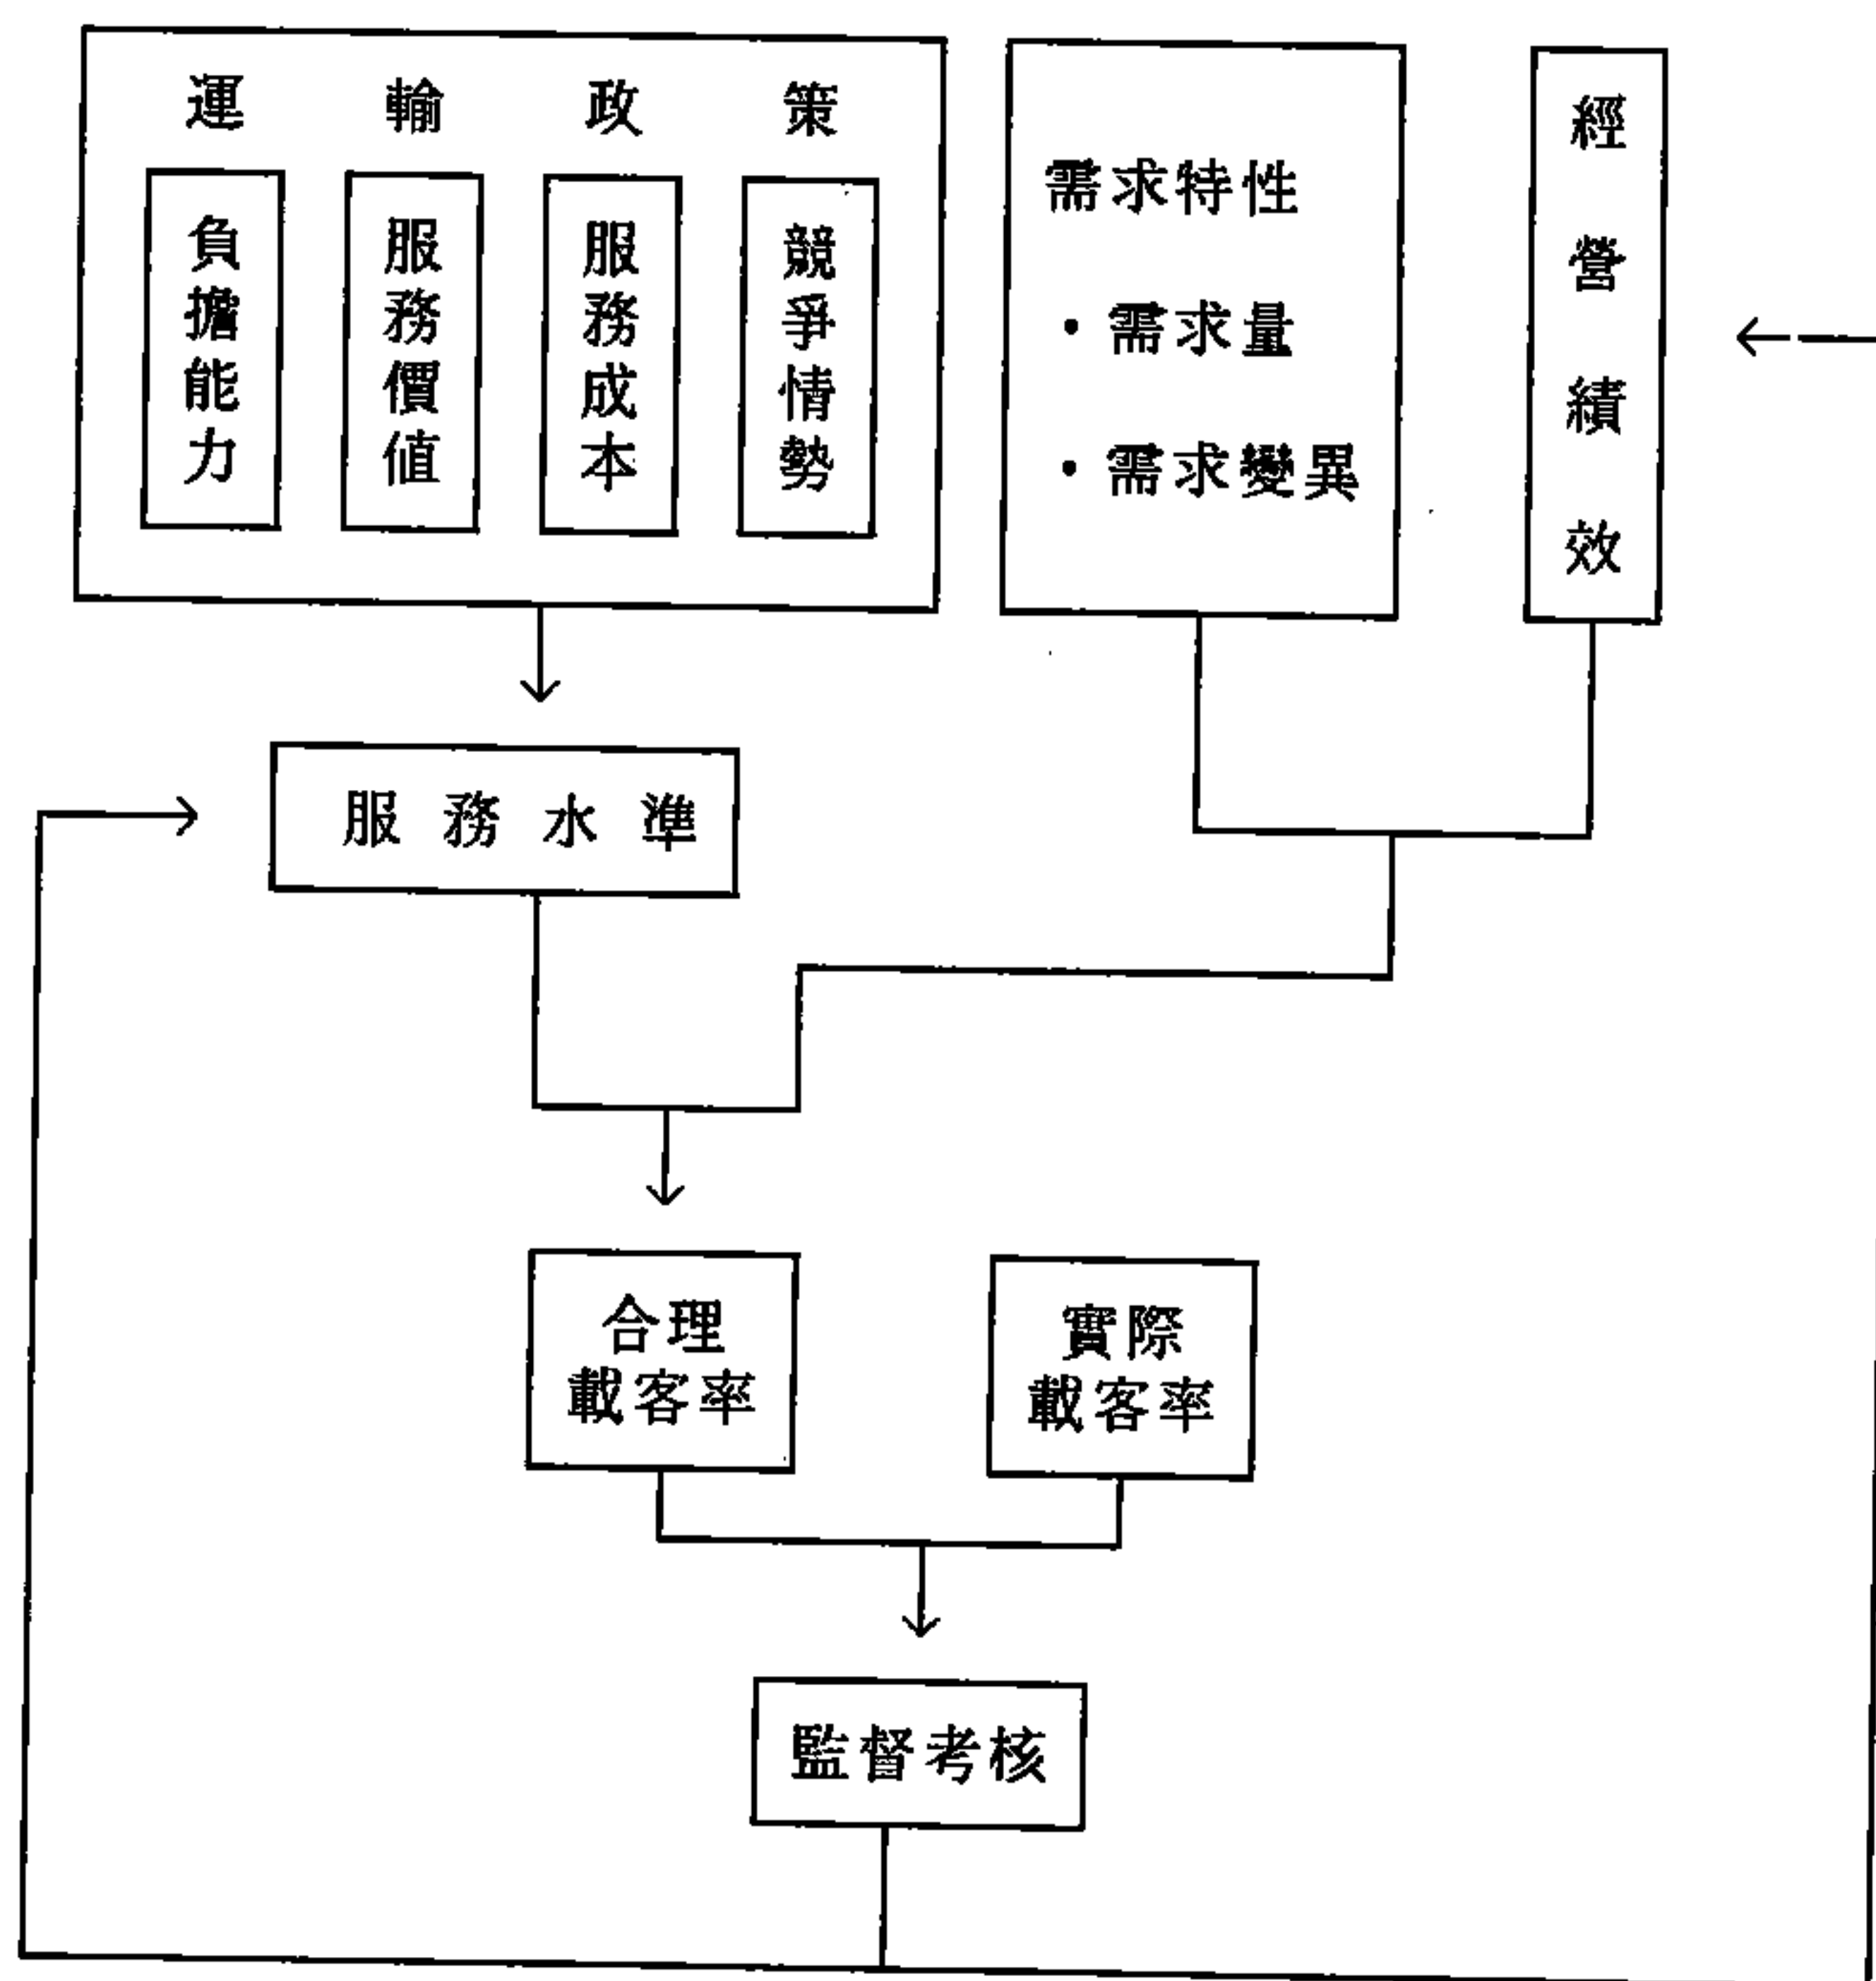 運輸政策
負擔能力
服務價值
服務成本
競爭情勢
需求特性
・需求量
・需求變異
經營績效
服務水準
合理
載客率
實際
載客率
監督考核